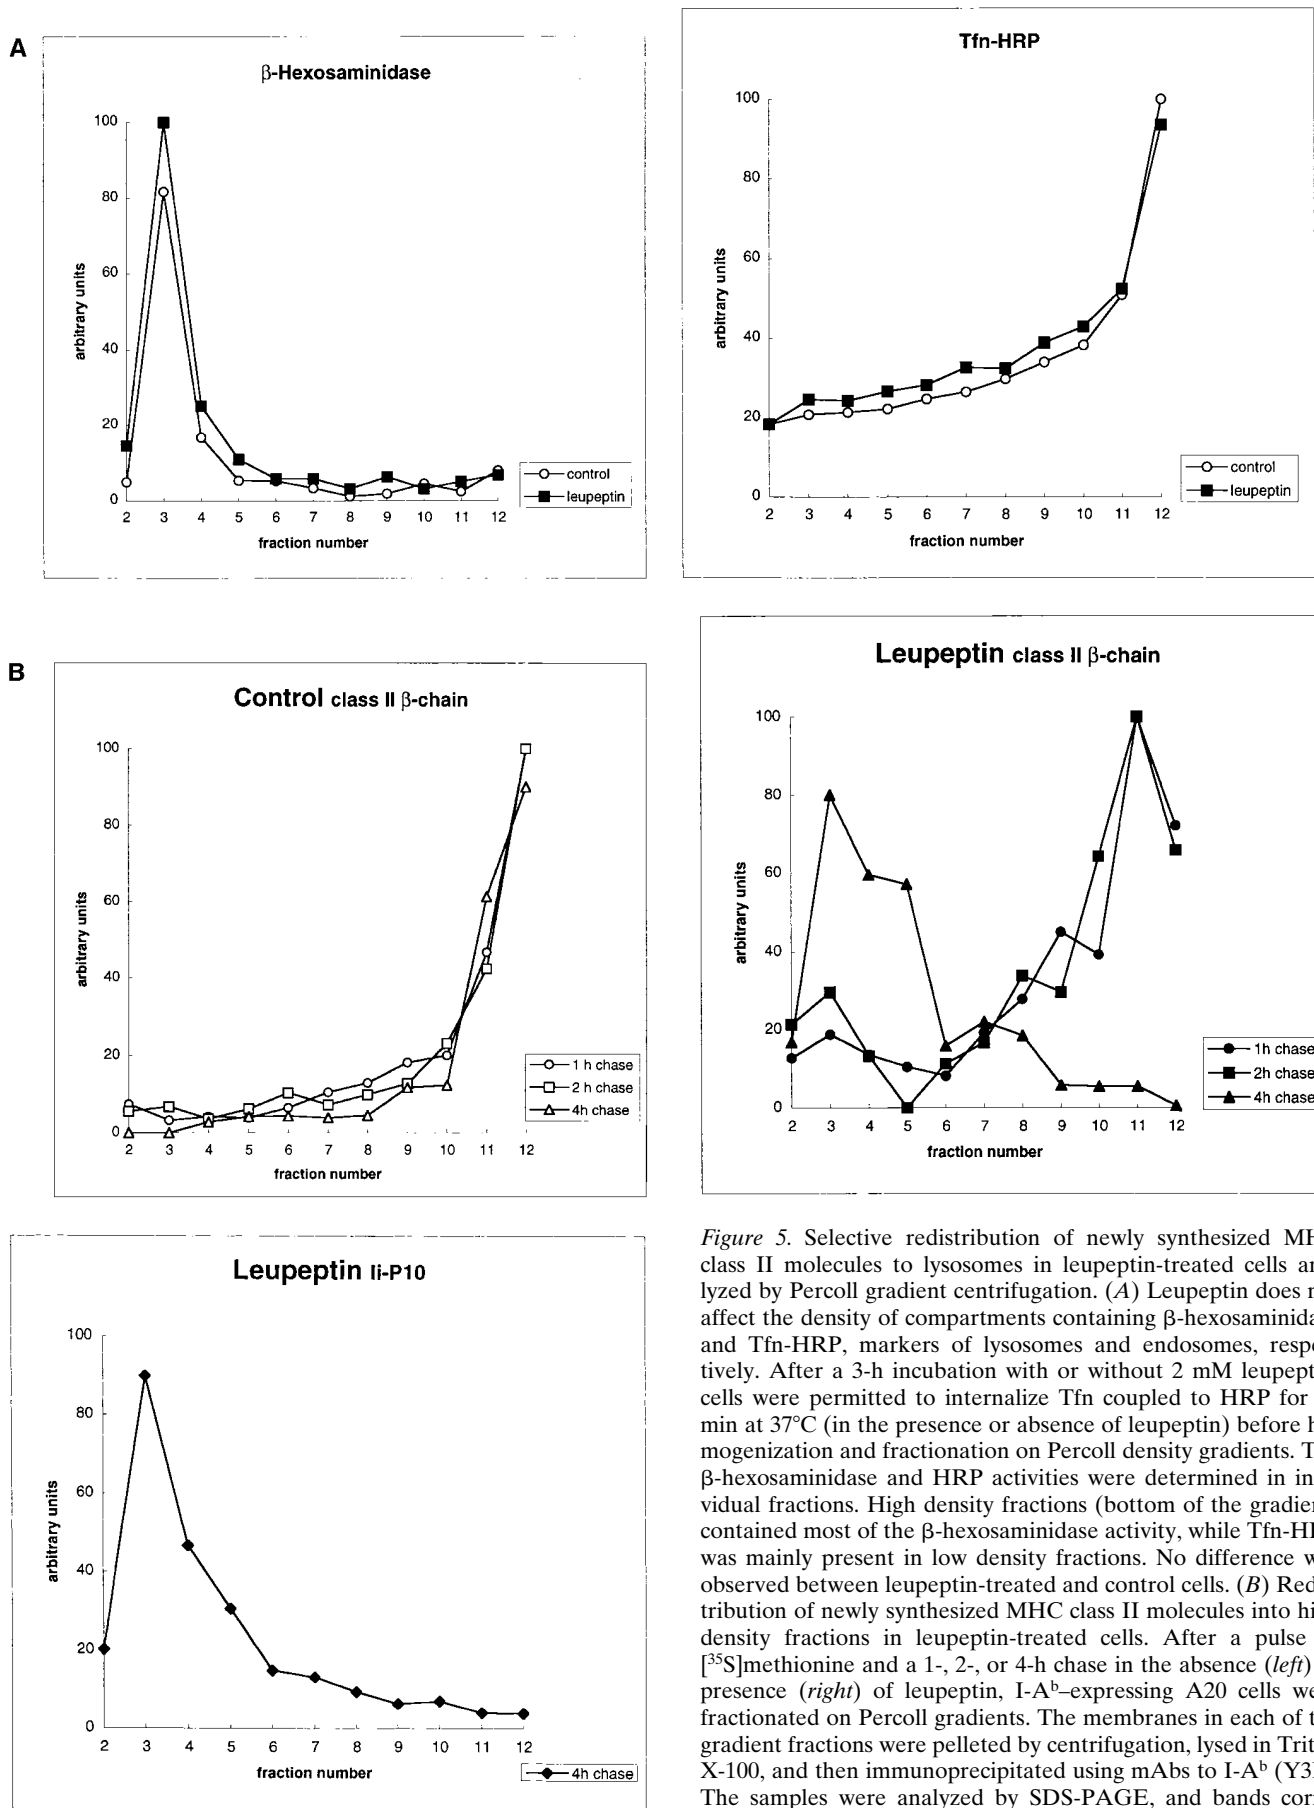 A
β-Hexosaminidase
100
80
60
40
20
0
arbitrary units
2 3 4 5 6 7 8 9 10 11 12
fraction number
control
leupeptin
Tfn-HRP
100
80
60
40
20
0
arbitrary units
2 3 4 5 6 7 8 9 10 11 12
fraction number
control
leupeptin
B
Control class II β-chain
100
80
60
40
20
0
arbitrary units
2 3 4 5 6 7 8 9 10 11 12
fraction number
1 h chase
2 h chase
4h chase
Leupeptin class II β-chain
100
80
60
40
20
0
arbitrary units
2 3 4 5 6 7 8 9 10 11 12
fraction number
1h chase
2h chase
4h chase
Leupeptin Ii-P10
100
80
60
40
20
0
arbitrary units
2 3 4 5 6 7 8 9 10 11 12
fraction number
4h chase
Figure 5. Selective redistribution of newly synthesized
class II molecules to lysosomes in leupeptin-treated cells
lyzed by Percoll gradient centrifugation. (A) Leupeptin does
affect the density of compartments containing
and Tfn-HRP, markers of lysosomes and endosomes,
tively. After a 3-h incubation with or without 2 mM
cells were permitted to internalize Tfn coupled to HRP for
min at 37°C (in the presence or absence of leupeptin) before
mogenization and fractionation on Percoll density gradients.
β-hexosaminidase and HRP activities were determined in
vidual fractions. High density fractions (bottom of the
contained most of the β-hexosaminidase activity, while
was mainly present in low density fractions. No difference
observed between leupeptin-treated and control cells. (B)
tribution of newly synthesized MHC class II molecules into
density fractions in leupeptin-treated cells. After a pulse
[³⁵S]methionine and a 1-, 2-, or 4-h chase in the absence (left)
presence (right) of leupeptin, I-Aᵇ–expressing A20 cells
fractionated on Percoll gradients. The membranes in each of
gradient fractions were pelleted by centrifugation, lysed in
X-100, and then immunoprecipitated using mAbs to I-Aᵇ
The samples were analyzed by SDS-PAGE, and bands